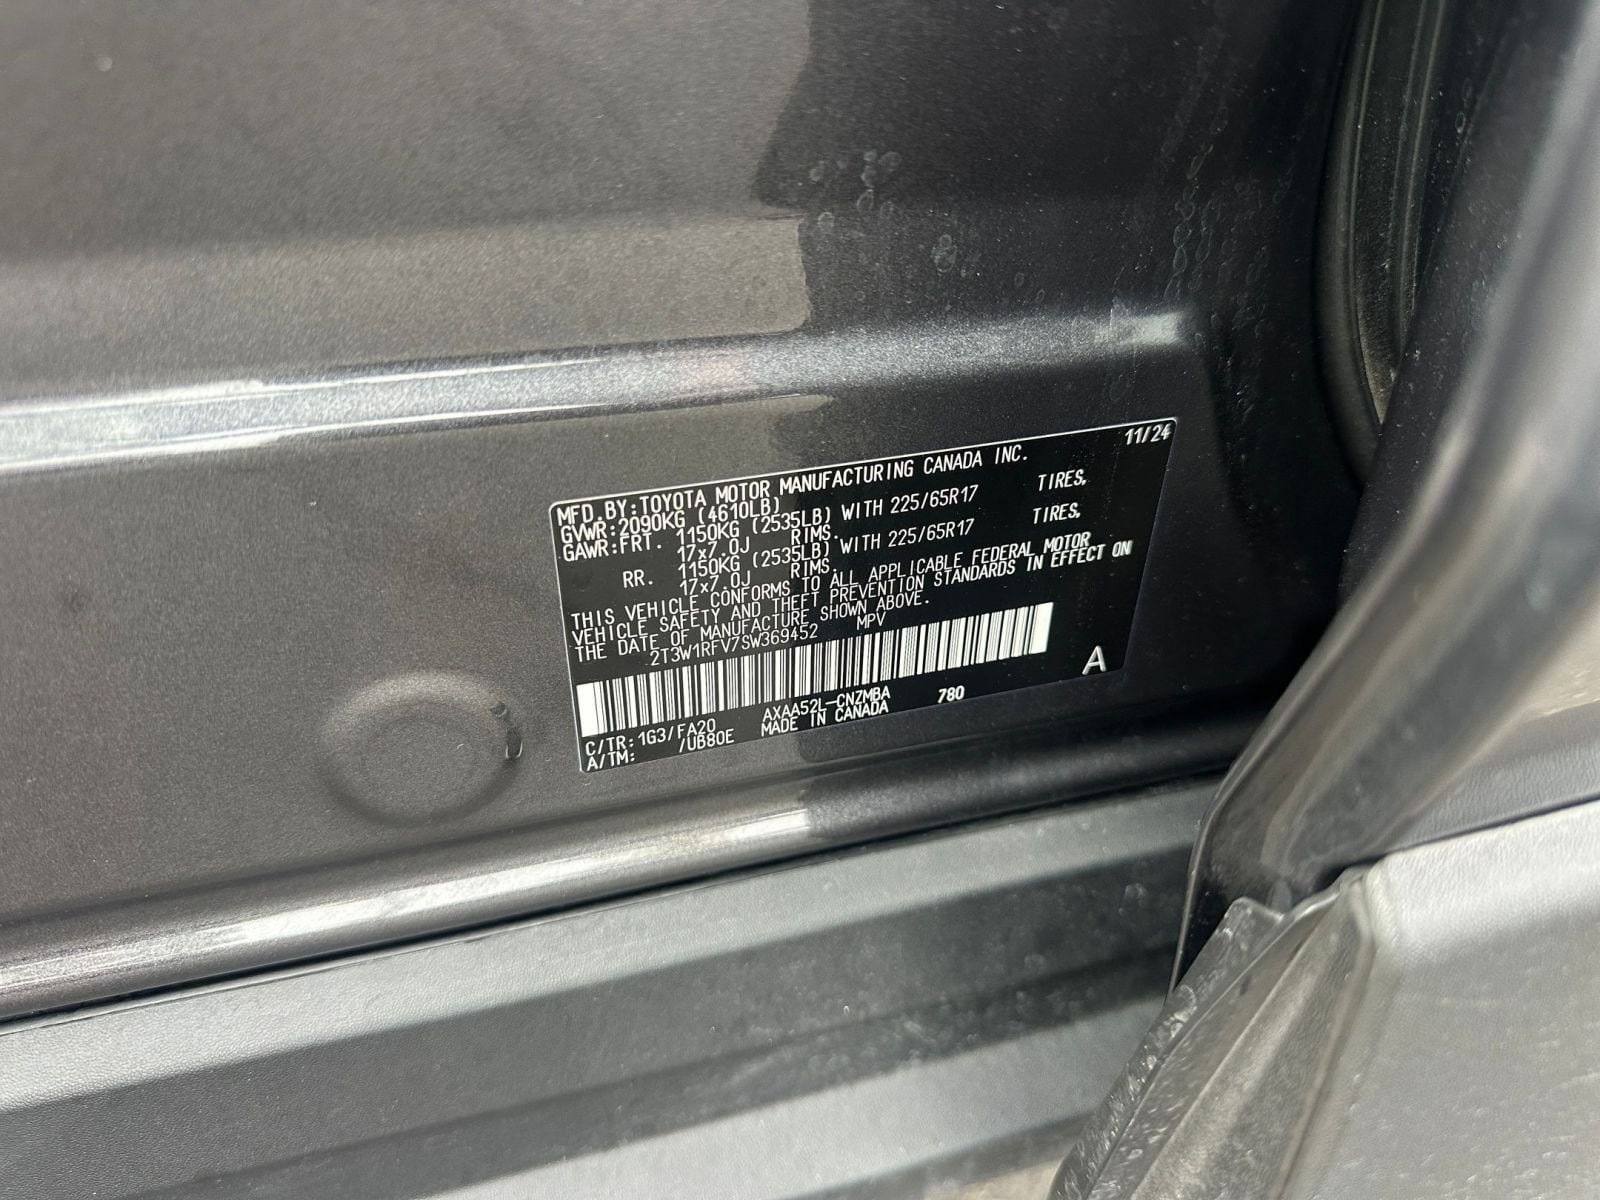 11/24
MFD.BY:TOYOTA MOTOR MANUFACTURING CANADA INC.
GVWR:2090KG (4610LB)
GAWR:FRT. 1150KG (2535LB) WITH 225/65R17 TIRES,
17x7.0J RIMS.
RR. 1150KG (2535LB) WITH 225/65R17 TIRES,
17x7.0J RIMS.
THIS VEHICLE CONFORMS TO ALL APPLICABLE FEDERAL MOTOR
VEHICLE SAFETY AND THEFT PREVENTION STANDARDS IN EFFECT ON
THE DATE OF MANUFACTURE SHOWN ABOVE.
2T3W1RFV7SW369452 MPV
A
C/TR:1G3/FA20 AXAA52L-CNZMBA 780
A/TM: /UB80E MADE IN CANADA